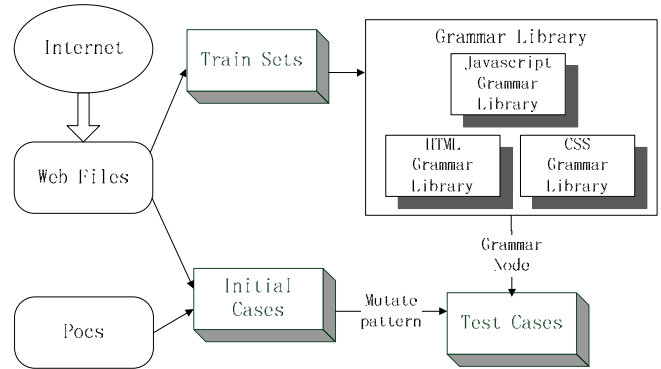 Internet
Train Sets
Grammar Library
Javascript
Grammar
Library
HTML
Grammar
Library
CSS
Grammar
Library
Web Files
Grammar
Node
Initial
Cases
Mutate
pattern
Test Cases
Pocs